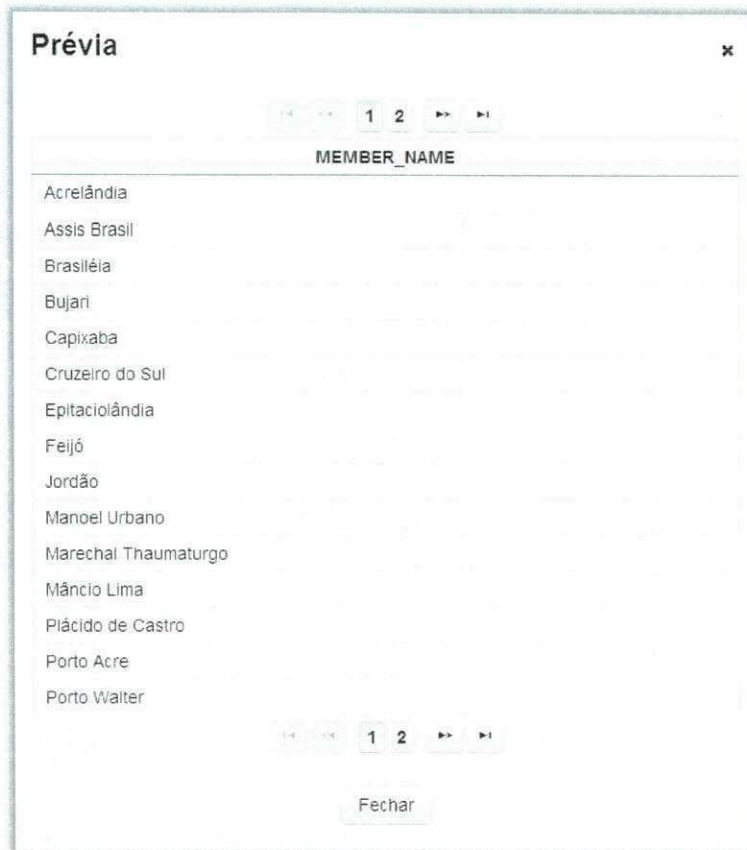 Prévia
×
1 2
MEMBER_NAME
Acrelândia
Assis Brasil
Brasiléia
Bujari
Capixaba
Cruzeiro do Sul
Epitaciolândia
Feijó
Jordão
Manoel Urbano
Marechal Thaumaturgo
Mâncio Lima
Plácido de Castro
Porto Acre
Porto Walter
1 2
Fechar